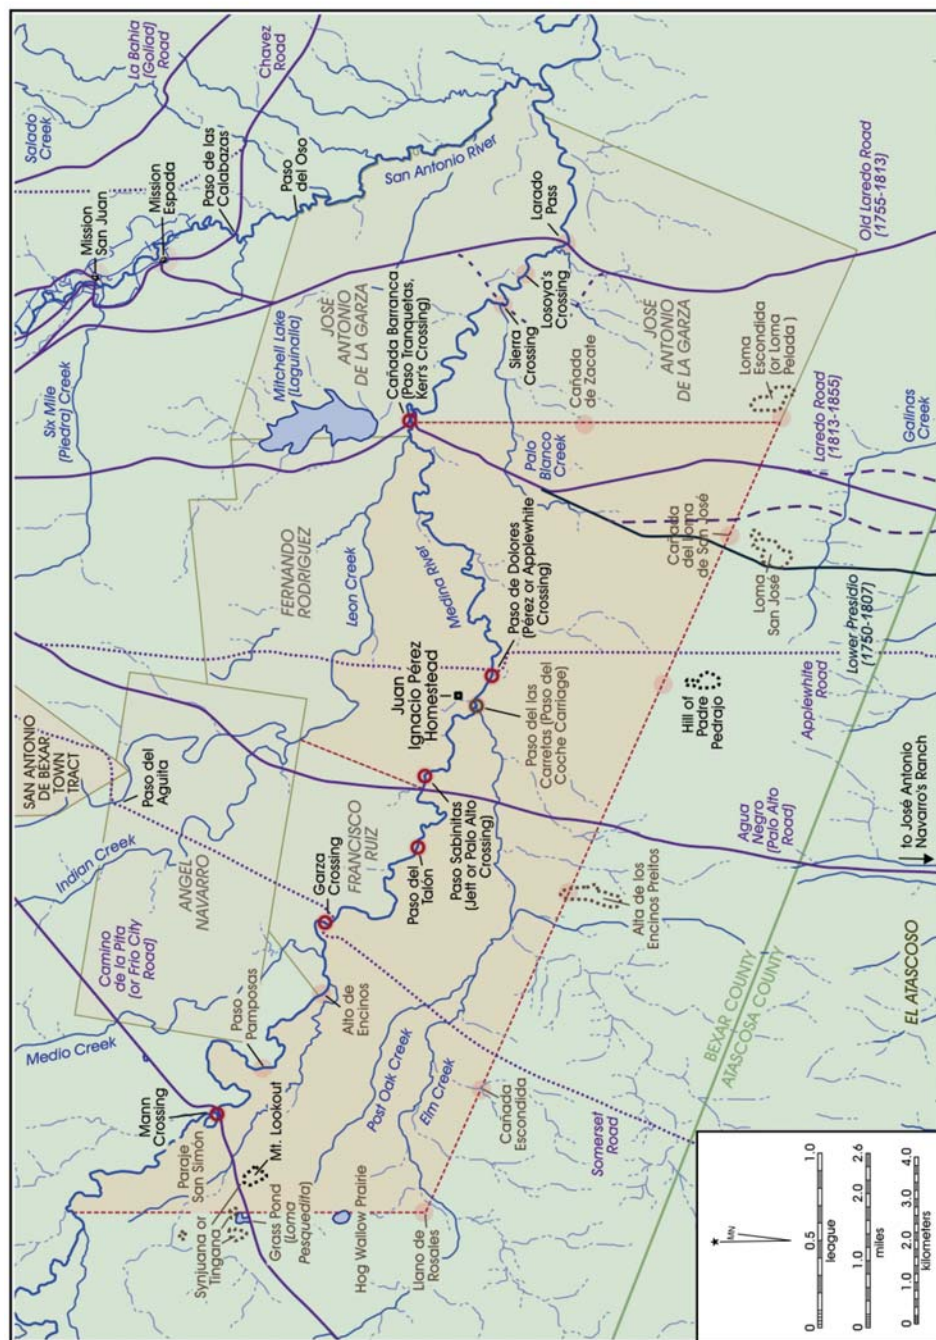 Salado
Creek
La Bahia
(Goliad)
Road
Chavez
Road
Mission
San Juan
Mission
Espada
Paso de las
Calabazas
Paso
del Oso
San Antonio River
Six Mile
(Piedra) Creek
Mitchell Lake
(Laguinalla)
JOSE
ANTONIO
DE LA GARZA
Cañada Barranca
(Paso Tranquetas,
Kerr's Crossing)
Larado
Pass
Losoya's
Crossing
Sierra
Crossing
Cañada
de Zacate
JOSE
ANTONIO
DE LA GARZA
Old Laredo Road
(1755-1813)
Loma
Escondida
(or Loma
Pelada )
Laredo Road
(1813-1855)
Galinas
Creek
FERNANDO
RODRIGUEZ
Leon Creek
Medina River
Palo
Blanco
Creek
Cañada
del Loma
de San José
Loma
San José
Lower Presidio
(1750-1807)
Juan
Ignacio Pérez
Homestead
Paso de Dolores
(Pérez or Applewhite
Crossing)
Paso del las
Carretas (Paso del
Coche Carriage)
Hill of
Padre
Pedrajo
Applewhite
Road
SAN ANTONIO
DE BEXAR
TOWN
TRACT
Paso del
Aguita
Indian Creek
ANGEL
NAVARRO
FRANCISCO
RUIZ
Garza
Crossing
Paso del
Talón
Paso Sabinitas
(Jett or Palo Alto
Crossing)
Agua
Negro
(Palo Alto
Road)
to José Antonio
Navarro's Ranch
Camino
de la Pita
(or Frio City
Road)
Medio Creek
Paso
Pamposas
Alto de
Encinos
Alta de los
Encinos Preitos
BEXAR COUNTY
ATASCOSA COUNTY
EL ATASCOSO
Mann
Crossing
Post Oak Creek
Elm Creek
Cañada
Escondida
Somerset
Road
Paraje
San Simón
Synjuana or
Tingana
Mt. Lookout
Grass Pond
(Loma
Pesquedita)
Hog Wallow Prairie
Llano de
Rosales
MN
0 0.5 1.0
league
0 1.0 2.0 2.6
miles
0 1.0 2.0 3.0 4.0
kilometers